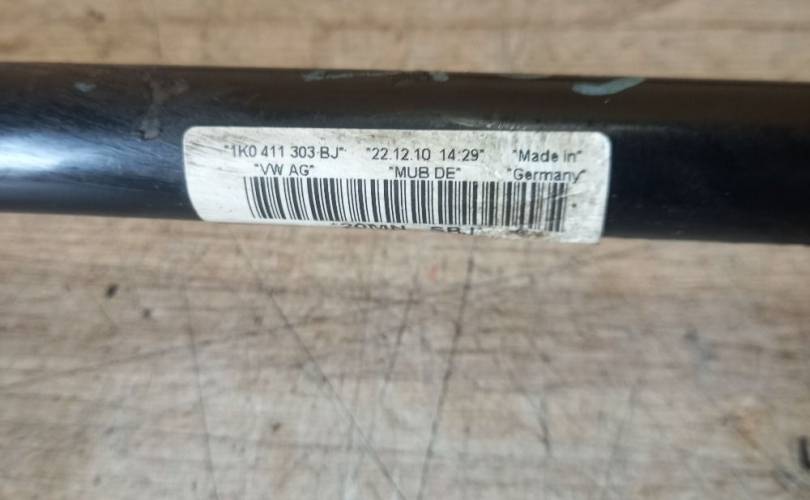 "1K0 411 303 BJ" "22.12.10 14:29" "Made in"
"VW AG" "MUB DE" "Germany"